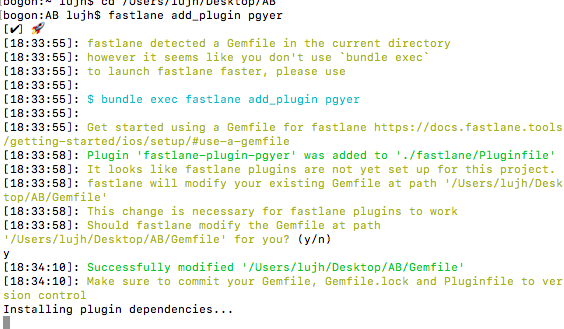 bogon:~ lujh$ cd /Users/lujh/Desktop/AB
bogon:AB lujh$ fastlane add_plugin pgyer
[✔] 🚀
[18:33:55]: fastlane detected a Gemfile in the current directory
[18:33:55]: however it seems like you don't use `bundle exec`
[18:33:55]: to launch fastlane faster, please use
[18:33:55]:
[18:33:55]: $ bundle exec fastlane add_plugin pgyer
[18:33:55]:
[18:33:55]: Get started using a Gemfile for fastlane https://docs.fastlane.tools
/getting-started/ios/setup/#use-a-gemfile
[18:33:58]: Plugin 'fastlane-plugin-pgyer' was added to './fastlane/Pluginfile'
[18:33:58]: It looks like fastlane plugins are not yet set up for this project.
[18:33:58]: fastlane will modify your existing Gemfile at path '/Users/lujh/Desk
top/AB/Gemfile'
[18:33:58]: This change is necessary for fastlane plugins to work
[18:33:58]: Should fastlane modify the Gemfile at path
'/Users/lujh/Desktop/AB/Gemfile' for you? (y/n)
y
[18:34:10]: Successfully modified '/Users/lujh/Desktop/AB/Gemfile'
[18:34:10]: Make sure to commit your Gemfile, Gemfile.lock and Pluginfile to ver
sion control
Installing plugin dependencies...